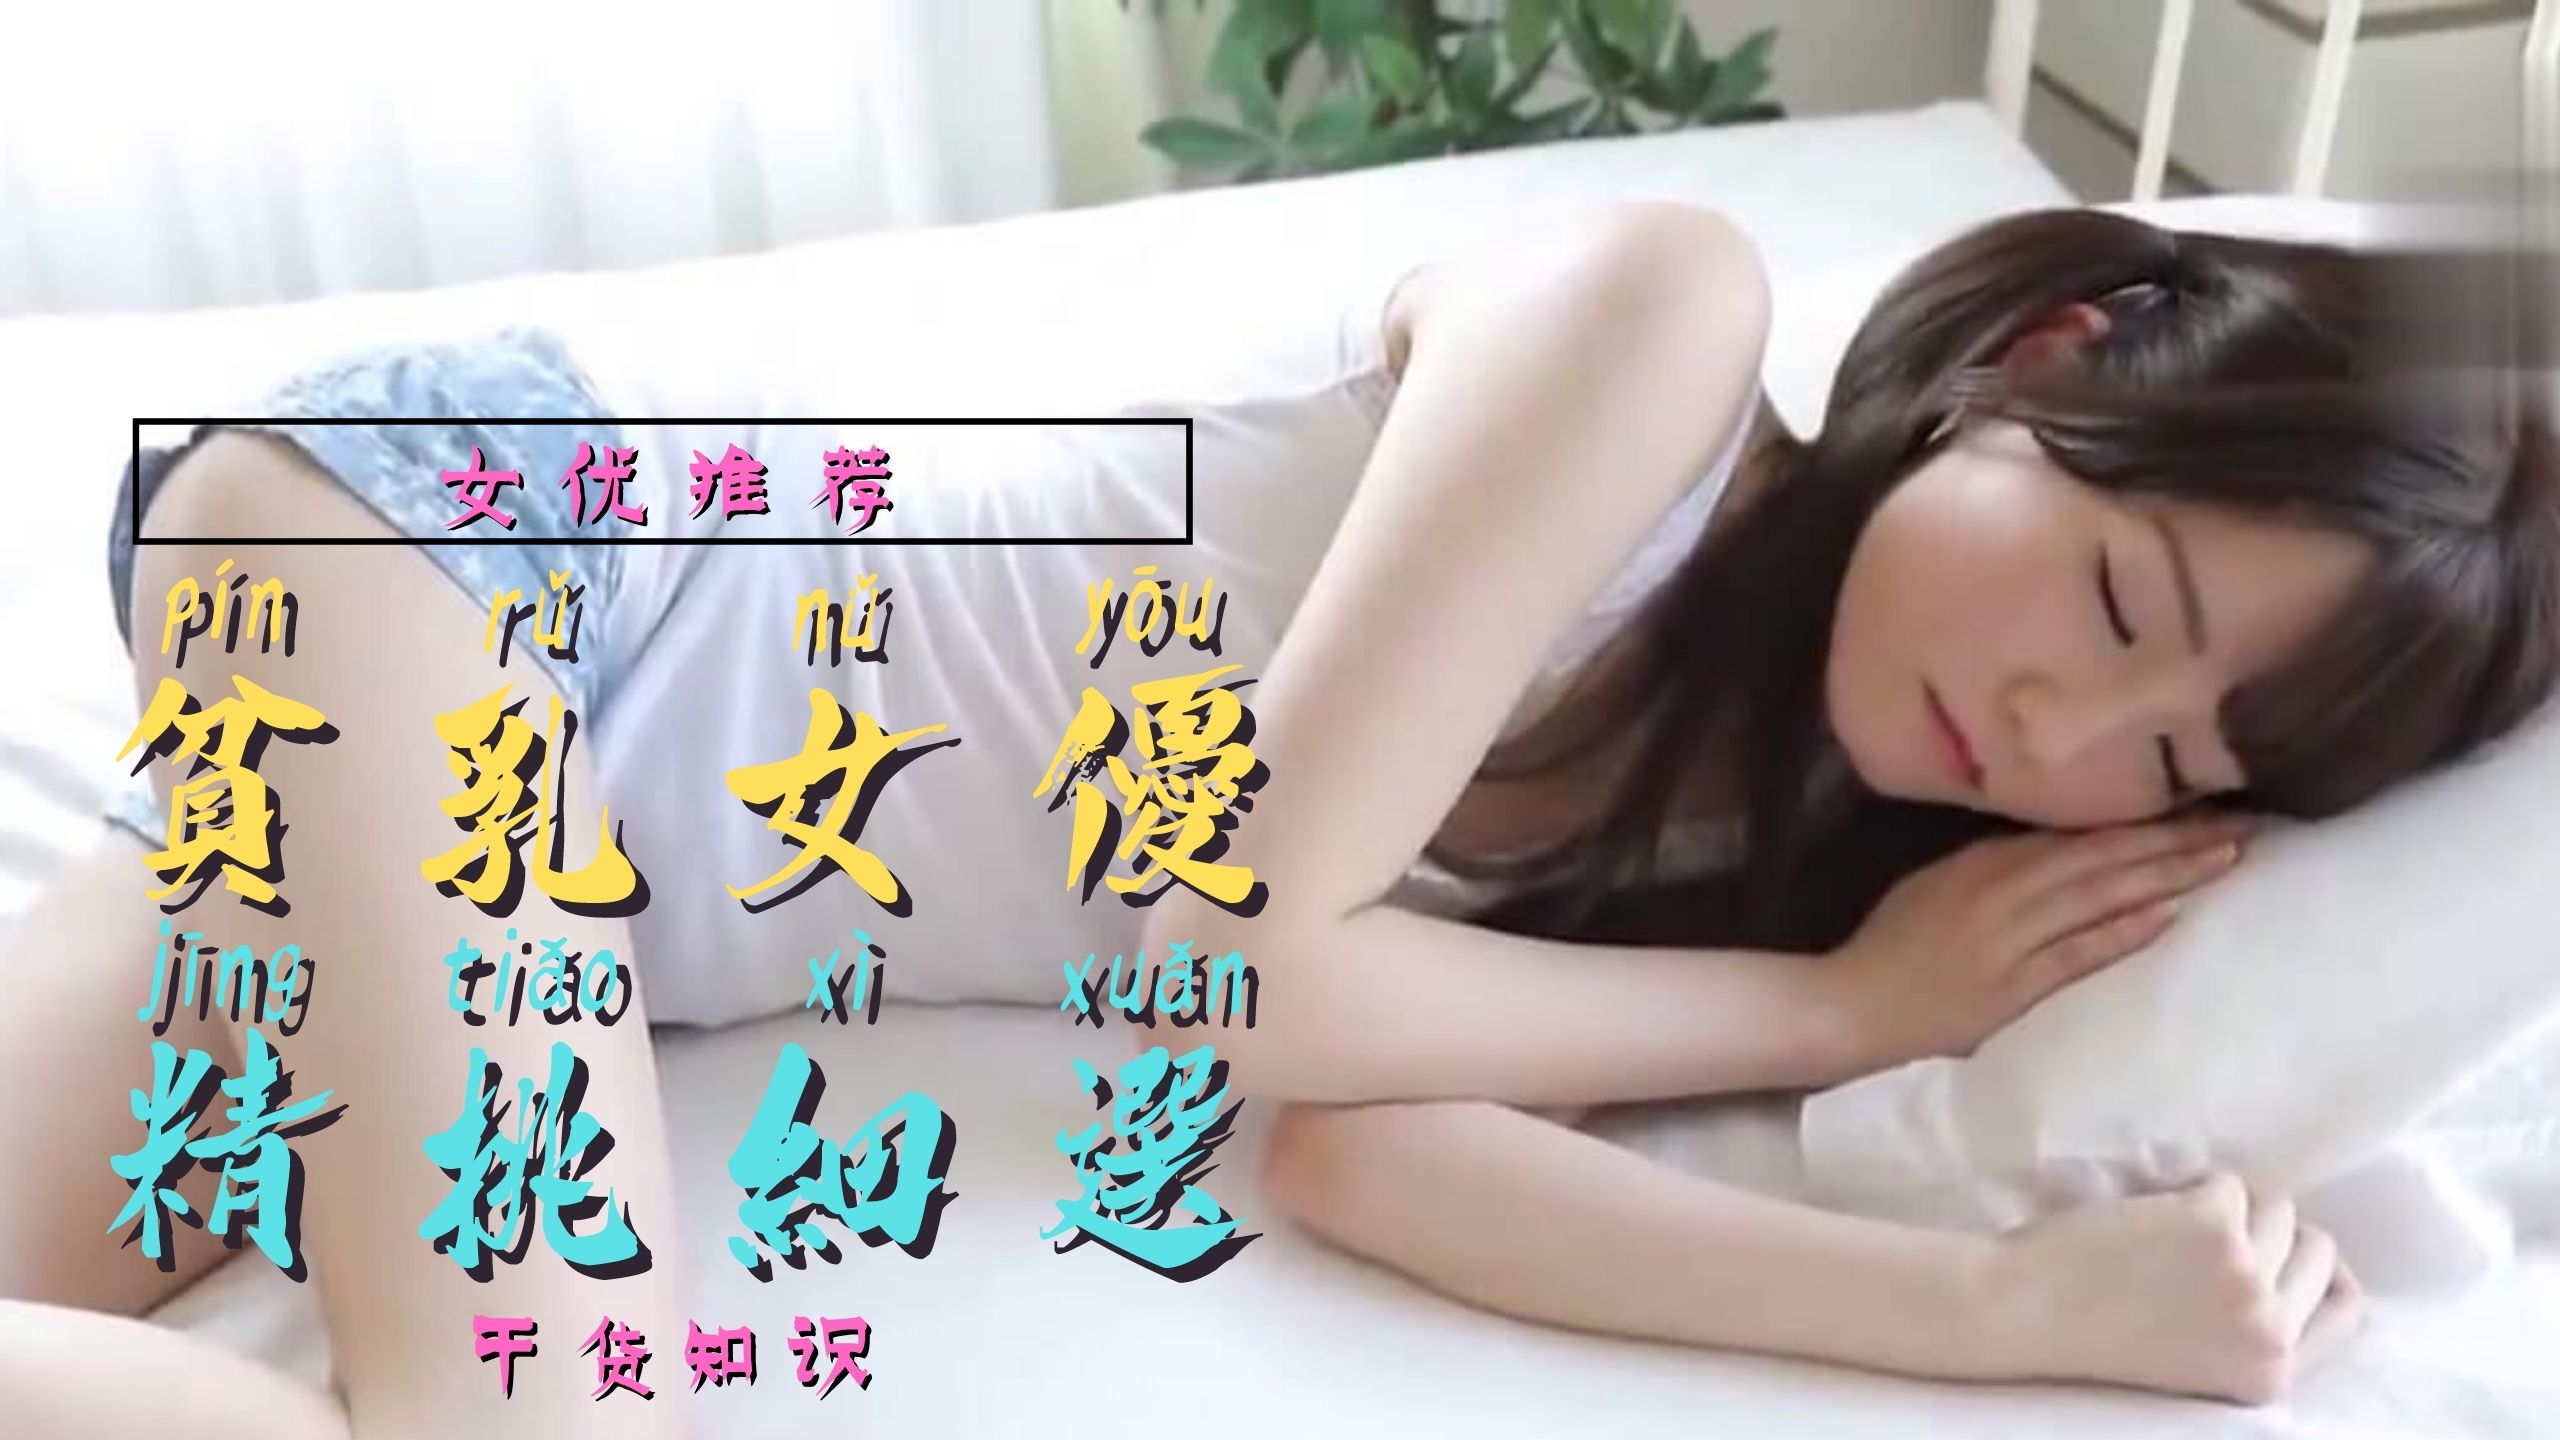 女优推荐
pín rǔ nǚ yōu
貧乳女優
jīng tiāo xì xuǎn
精挑細選
干货知识